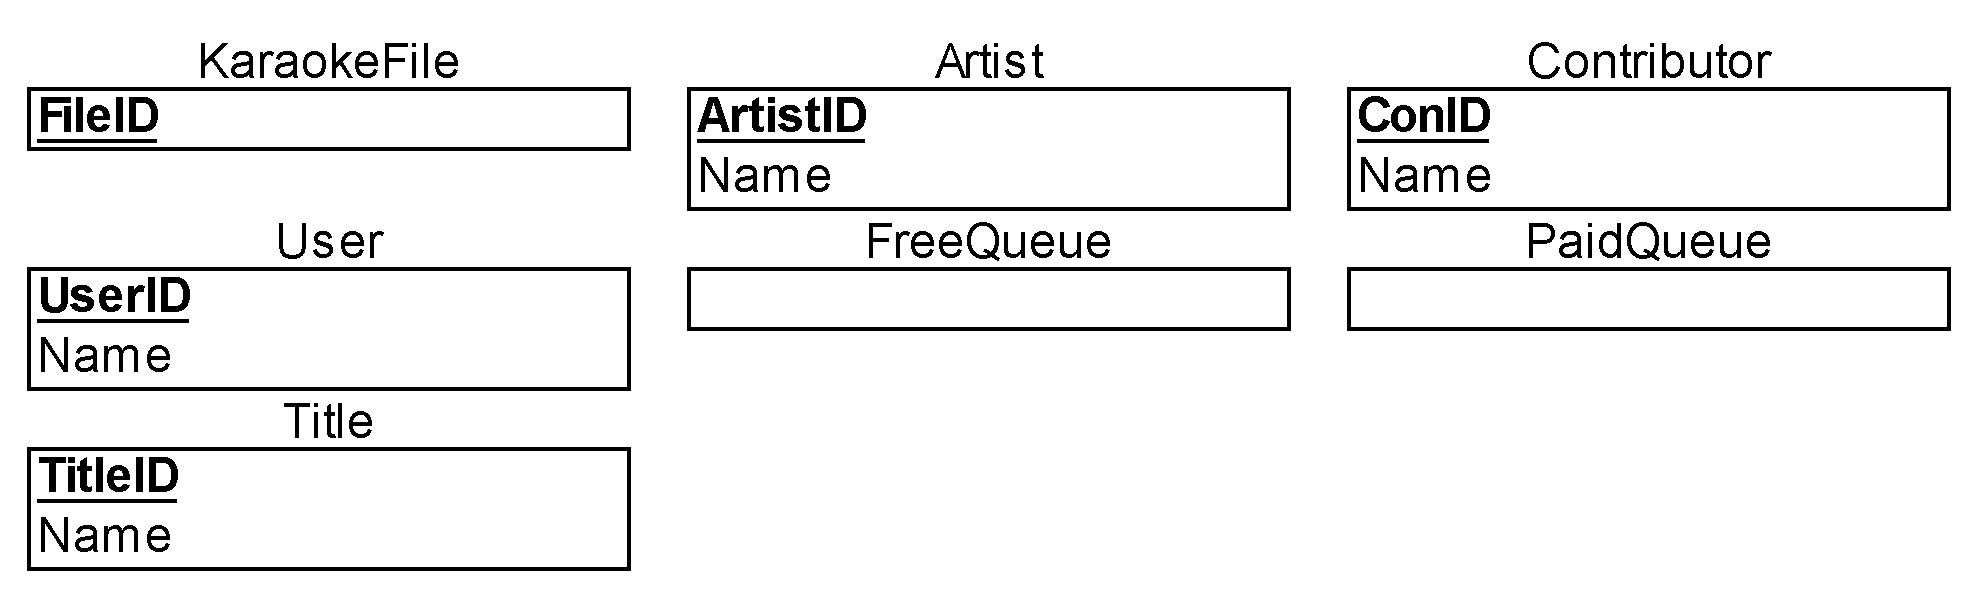 KaraokeFile
FileID
Artist
ArtistID
Name
Contributor
ConID
Name
User
UserID
Name
FreeQueue
PaidQueue
Title
TitleID
Name